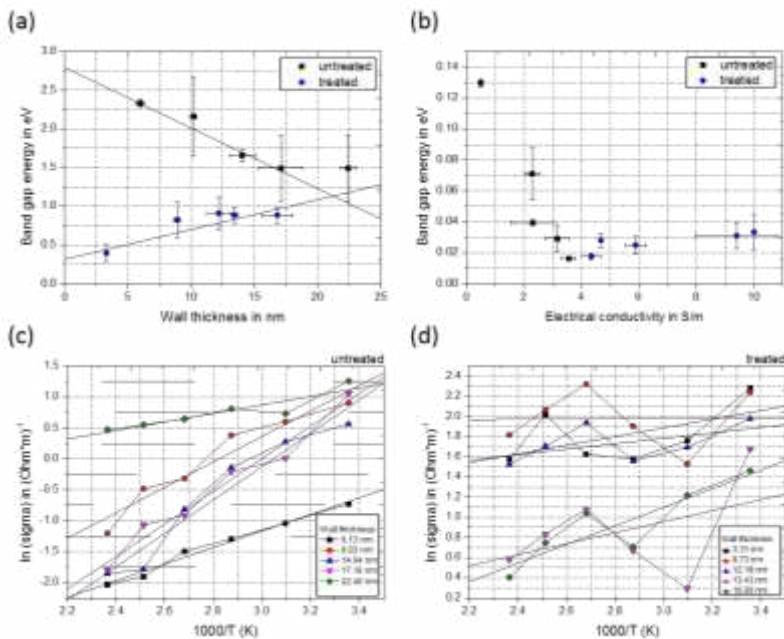 (a)
untreated
treated
3.0
2.5
2.0
1.5
1.0
0.5
0.0
0 5 10 15 20 25
Band gap energy in eV
Wall thickness in nm
(b)
untreated
treated
0.14
0.12
0.10
0.08
0.06
0.04
0.02
0.00
0 2 4 6 8 10
Band gap energy in eV
Electrical conductivity in S/m
(c)
untreated
1.5
1.0
0.5
0.0
-0.5
-1.0
-1.5
-2.0
2.2 2.4 2.6 2.8 3.0 3.2 3.4
ln (sigma) in (Ohm*m)⁻¹
1000/T (K)
Wall thickness:
(d)
treated
2.4
2.2
2.0
1.8
1.6
1.4
1.2
1.0
0.8
0.6
0.4
0.2
2.2 2.4 2.6 2.8 3.0 3.2 3.4
ln (sigma) in (Ohm*m)⁻¹
1000/T (K)
Wall thickness: